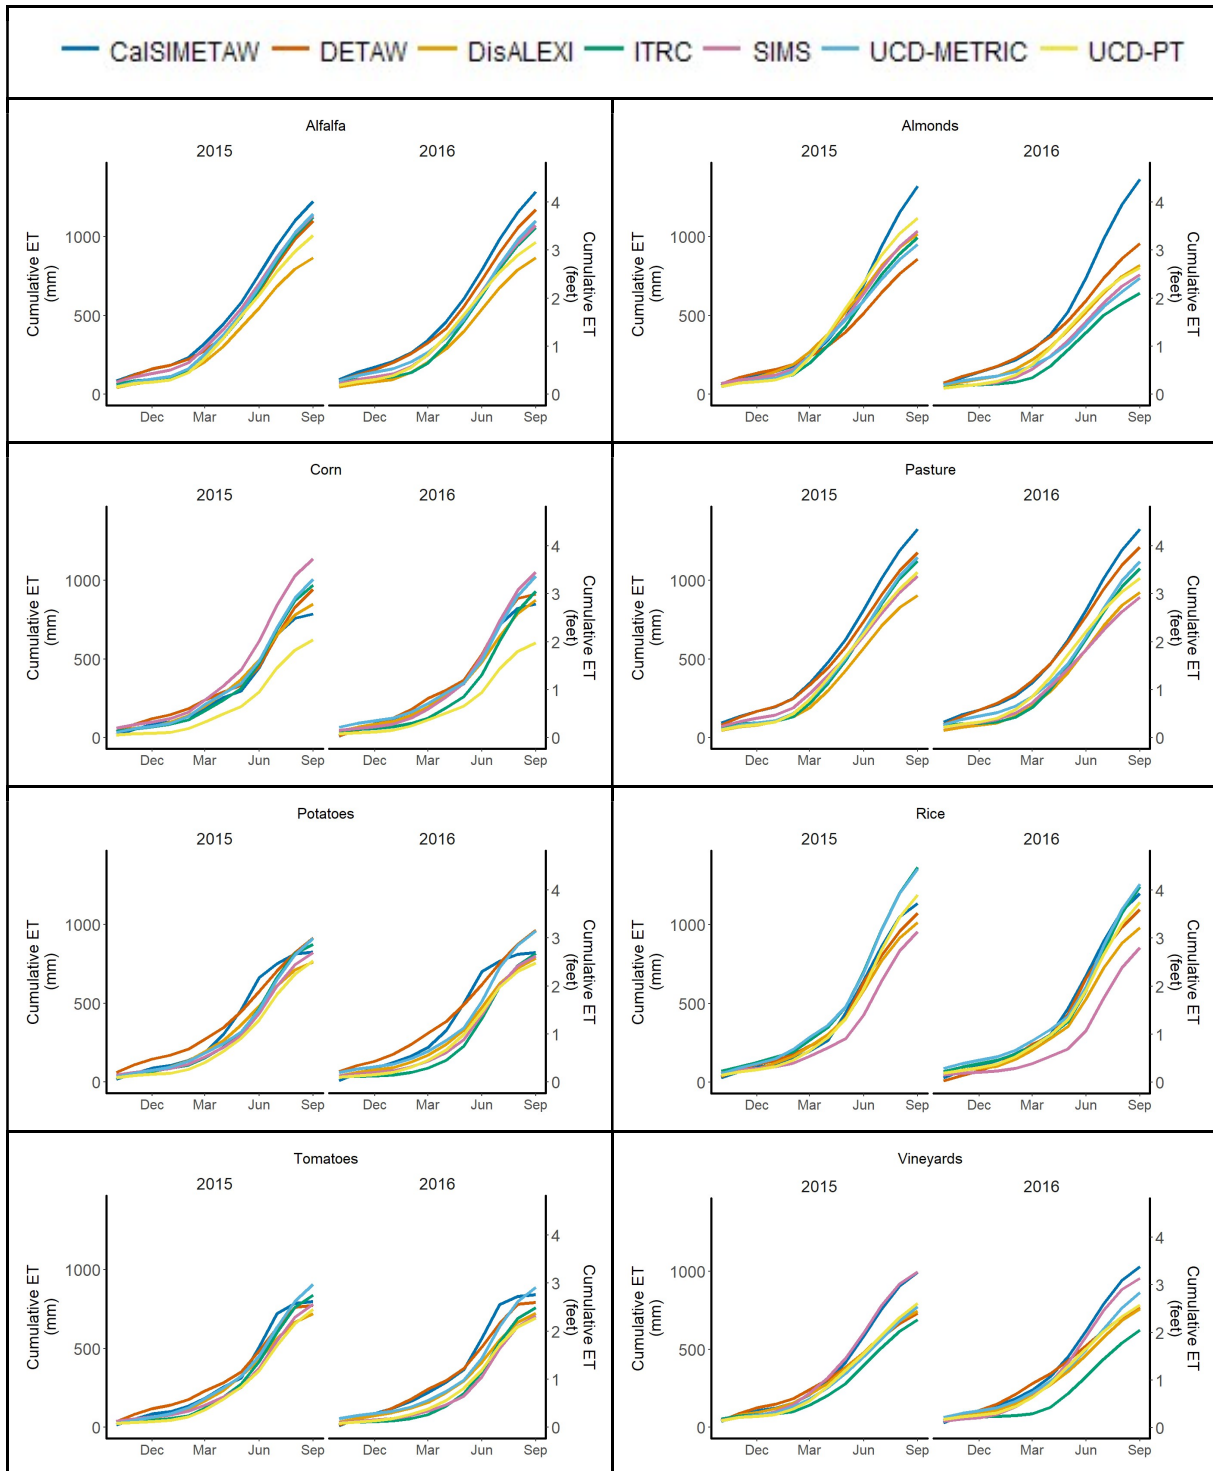 CalSIMETAW DETAW DisALEXI ITRC SIMS UCD-METRIC UCD-PT
Alfalfa
2015 2016
Cumulative ET
(mm)
1000
500
0
Dec Mar Jun Sep Dec Mar Jun Sep
4
3
2
1
0
Cumulative ET
(feet)
Almonds
2015 2016
Cumulative ET
(mm)
1000
500
0
Dec Mar Jun Sep Dec Mar Jun Sep
4
3
2
1
0
Cumulative ET
(feet)
Corn
2015 2016
Cumulative ET
(mm)
1000
500
0
Dec Mar Jun Sep Dec Mar Jun Sep
4
3
2
1
0
Cumulative ET
(feet)
Pasture
2015 2016
Cumulative ET
(mm)
1000
500
0
Dec Mar Jun Sep Dec Mar Jun Sep
4
3
2
1
0
Cumulative ET
(feet)
Potatoes
2015 2016
Cumulative ET
(mm)
1000
500
0
Dec Mar Jun Sep Dec Mar Jun Sep
4
3
2
1
0
Cumulative ET
(feet)
Rice
2015 2016
Cumulative ET
(mm)
1000
500
0
Dec Mar Jun Sep Dec Mar Jun Sep
4
3
2
1
0
Cumulative ET
(feet)
Tomatoes
2015 2016
Cumulative ET
(mm)
1000
500
0
Dec Mar Jun Sep Dec Mar Jun Sep
4
3
2
1
0
Cumulative ET
(feet)
Vineyards
2015 2016
Cumulative ET
(mm)
1000
500
0
Dec Mar Jun Sep Dec Mar Jun Sep
4
3
2
1
0
Cumulative ET
(feet)